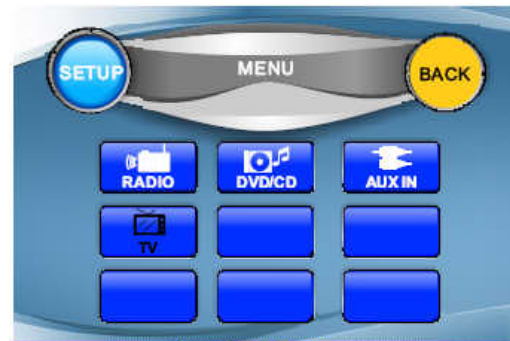 SETUP
MENU
BACK
RADIO
DVD/CD
AUX IN
TV